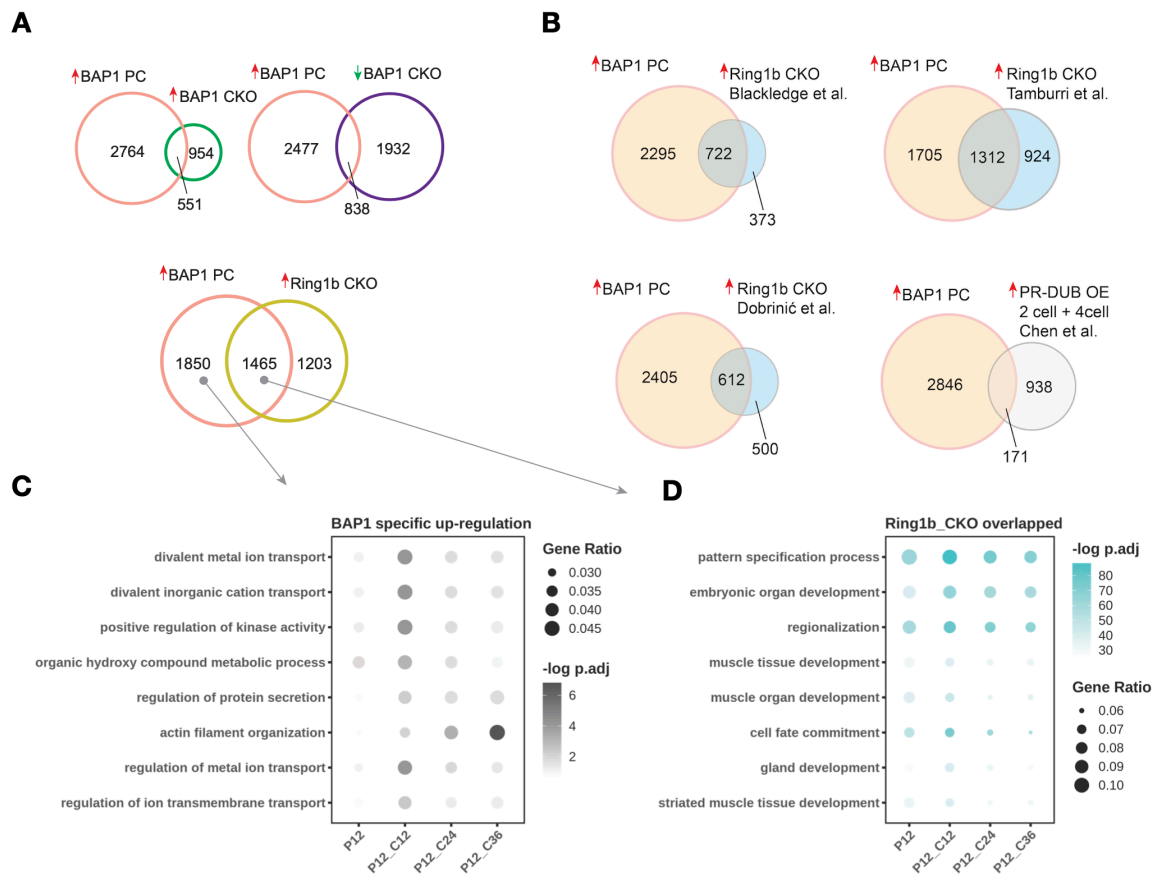 A
BAP1 PC
BAP1 CKO
2764
954
551
BAP1 PC
BAP1 CKO
2477
1932
838
BAP1 PC
Ring1b CKO
1850
1465
1203
B
BAP1 PC
Ring1b CKO
Blackledge et al.
2295
722
373
BAP1 PC
Ring1b CKO
Tamburri et al.
1705
1312
924
BAP1 PC
Ring1b CKO
Dobrinić et al.
2405
612
500
BAP1 PC
PR-DUB OE
2 cell + 4cell
Chen et al.
2846
938
171
C
BAP1 specific up-regulation
divalent metal ion transport
divalent inorganic cation transport
positive regulation of kinase activity
organic hydroxy compound metabolic process
regulation of protein secretion
actin filament organization
regulation of metal ion transport
regulation of ion transmembrane transport
P12
P12_C12
P12_C24
P12_C36
Gene Ratio
0.030
0.035
0.040
0.045
-log p.adj
6
4
2
D
Ring1b_CKO overlapped
pattern specification process
embryonic organ development
regionalization
muscle tissue development
muscle organ development
cell fate commitment
gland development
striated muscle tissue development
P12
P12_C12
P12_C24
P12_C36
-log p.adj
80
70
60
50
40
30
Gene Ratio
0.06
0.07
0.08
0.09
0.10